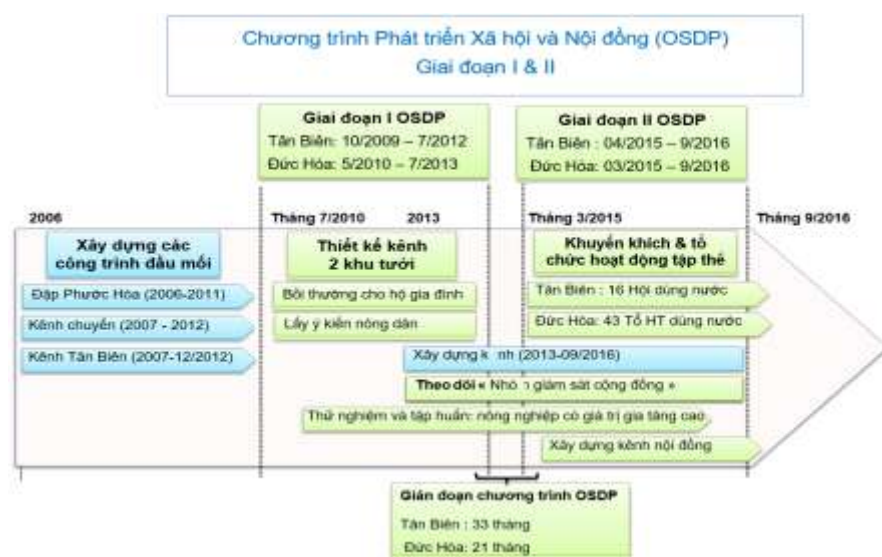 Chương trình Phát triển Xã hội và Nội đồng (OSDP)
Giai đoạn I & II
Giai đoạn I OSDP
Tân Biên: 10/2009 – 7/2012
Đức Hòa: 5/2010 – 7/2013
Giai đoạn II OSDP
Tân Biên : 04/2015 – 9/2016
Đức Hòa: 03/2015 – 9/2016
2006
Tháng 7/2010
2013
Tháng 3/2015
Tháng 9/2016
Xây dựng các
công trình đầu mối
Đập Phước Hòa (2006-2011)
Kênh chuyển (2007 - 2012)
Kênh Tân Biên (2007-12/2012)
Thiết kế kênh
2 khu tưới
Bồi thường cho hộ gia đình
Lấy ý kiến nông dân
Khuyến khích & tổ
chức hoạt động tập thể
Tân Biên : 16 Hội dùng nước
Đức Hòa: 43 Tổ HT dùng nước
Xây dựng kênh (2013-09/2016)
Theo dõi « Nhóm giám sát cộng đồng »
Thử nghiệm và tập huấn: nông nghiệp có giá trị gia tăng cao
Xây dựng kênh nội đồng
Gián đoạn chương trình OSDP
Tân Biên : 33 tháng
Đức Hòa: 21 tháng